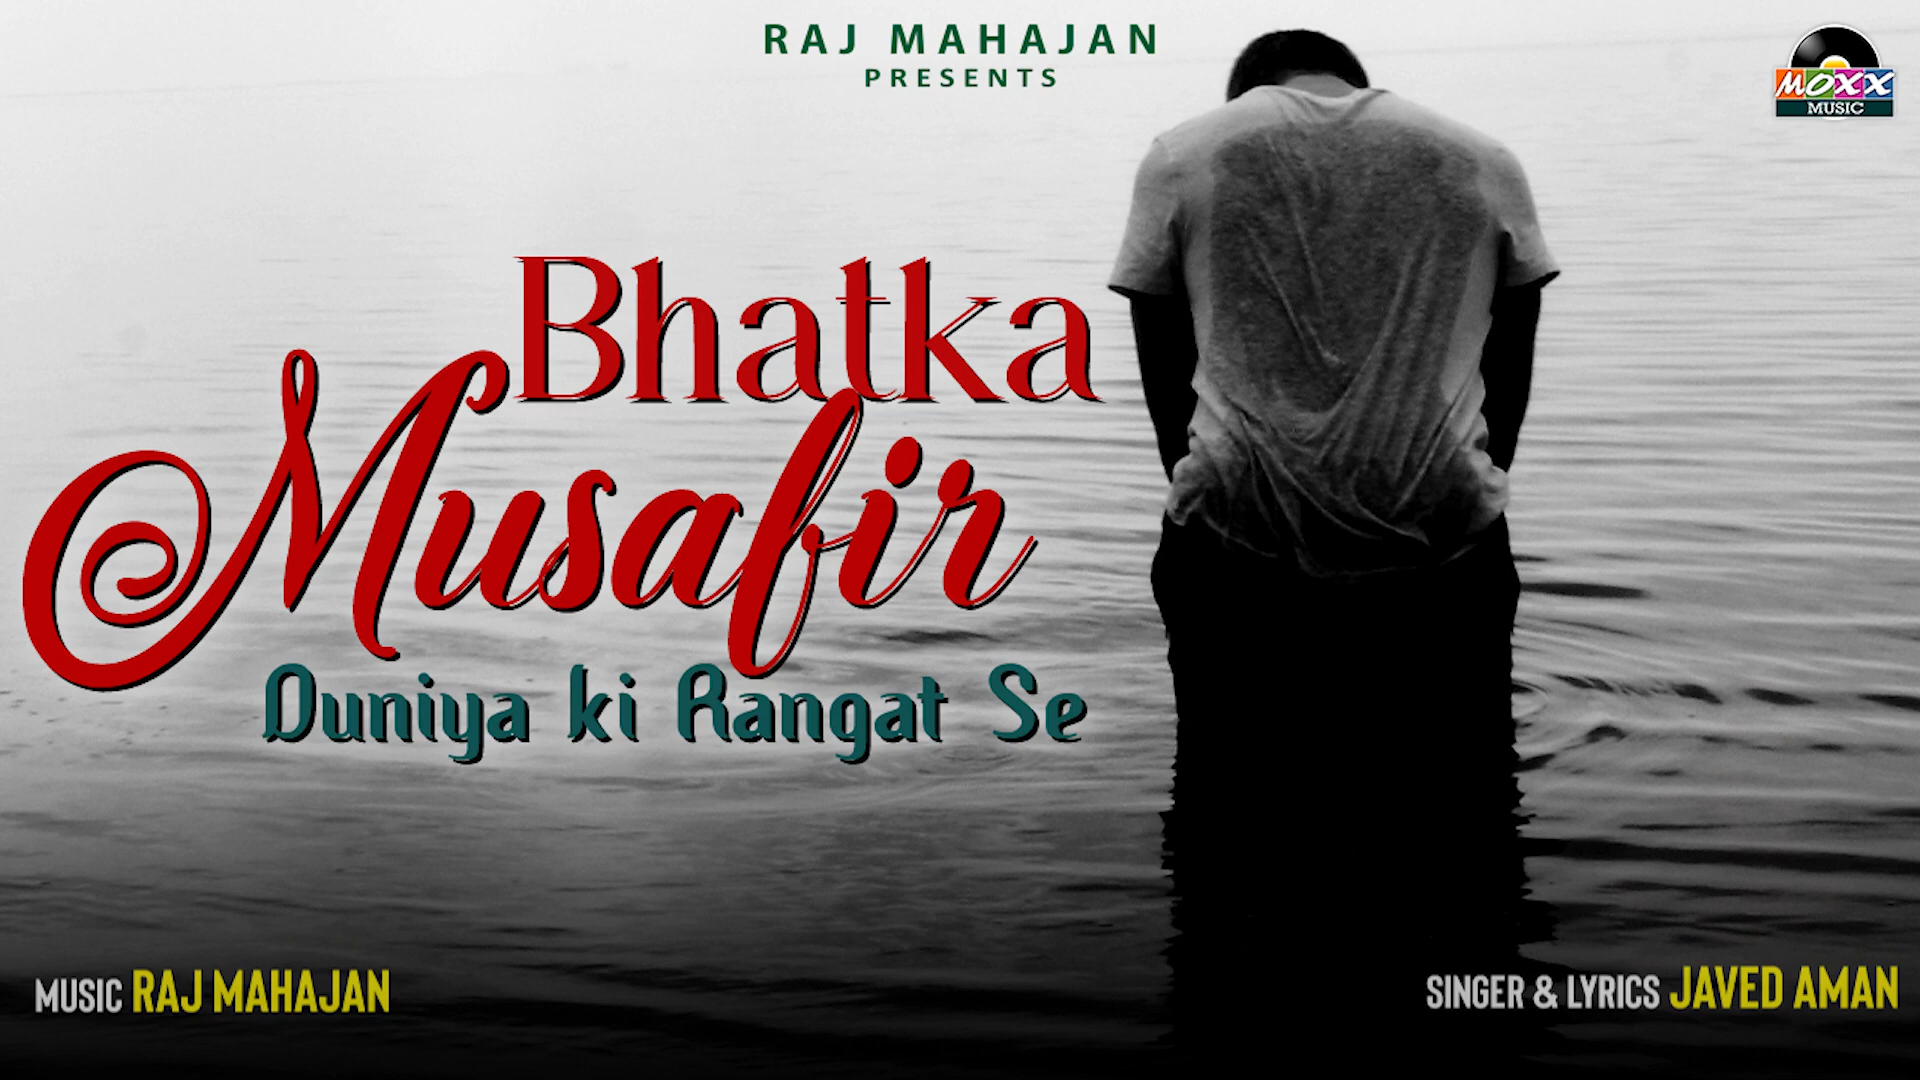 RAJ MAHAJAN
PRESENTS
MOXX
MUSIC
Bhatka
Musafir
Duniya ki Rangat Se
MUSIC RAJ MAHAJAN
SINGER & LYRICS JAVED AMAN